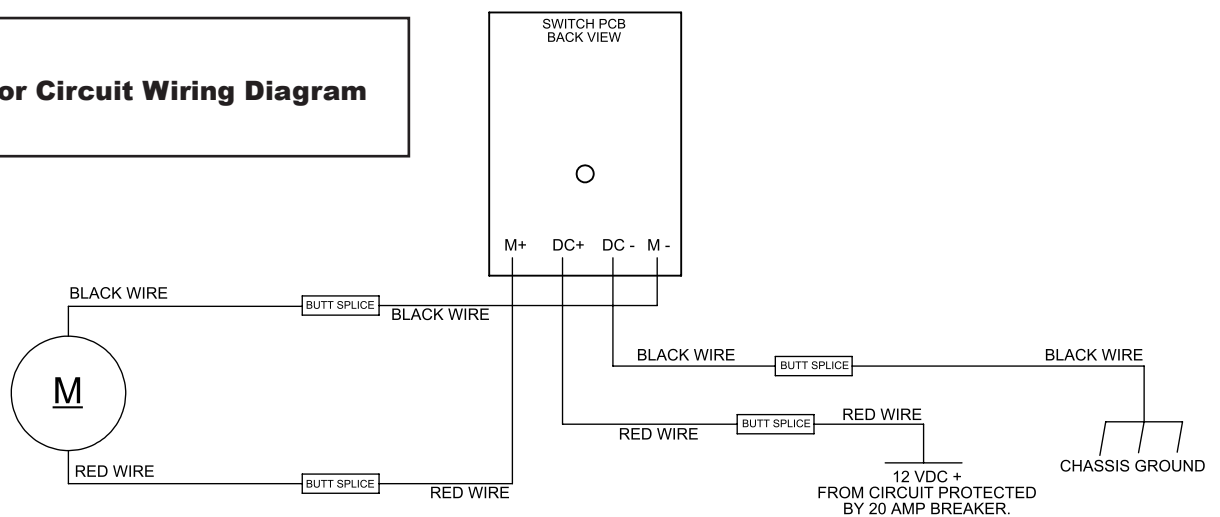 or Circuit Wiring Diagram
SWITCH PCB
BACK VIEW
M+ DC+ DC - M -
BLACK WIRE
BUTT SPLICE
BLACK WIRE
M
RED WIRE
BUTT SPLICE
RED WIRE
BLACK WIRE
BUTT SPLICE
BLACK WIRE
CHASSIS GROUND
RED WIRE
BUTT SPLICE
RED WIRE
12 VDC +
FROM CIRCUIT PROTECTED
BY 20 AMP BREAKER.